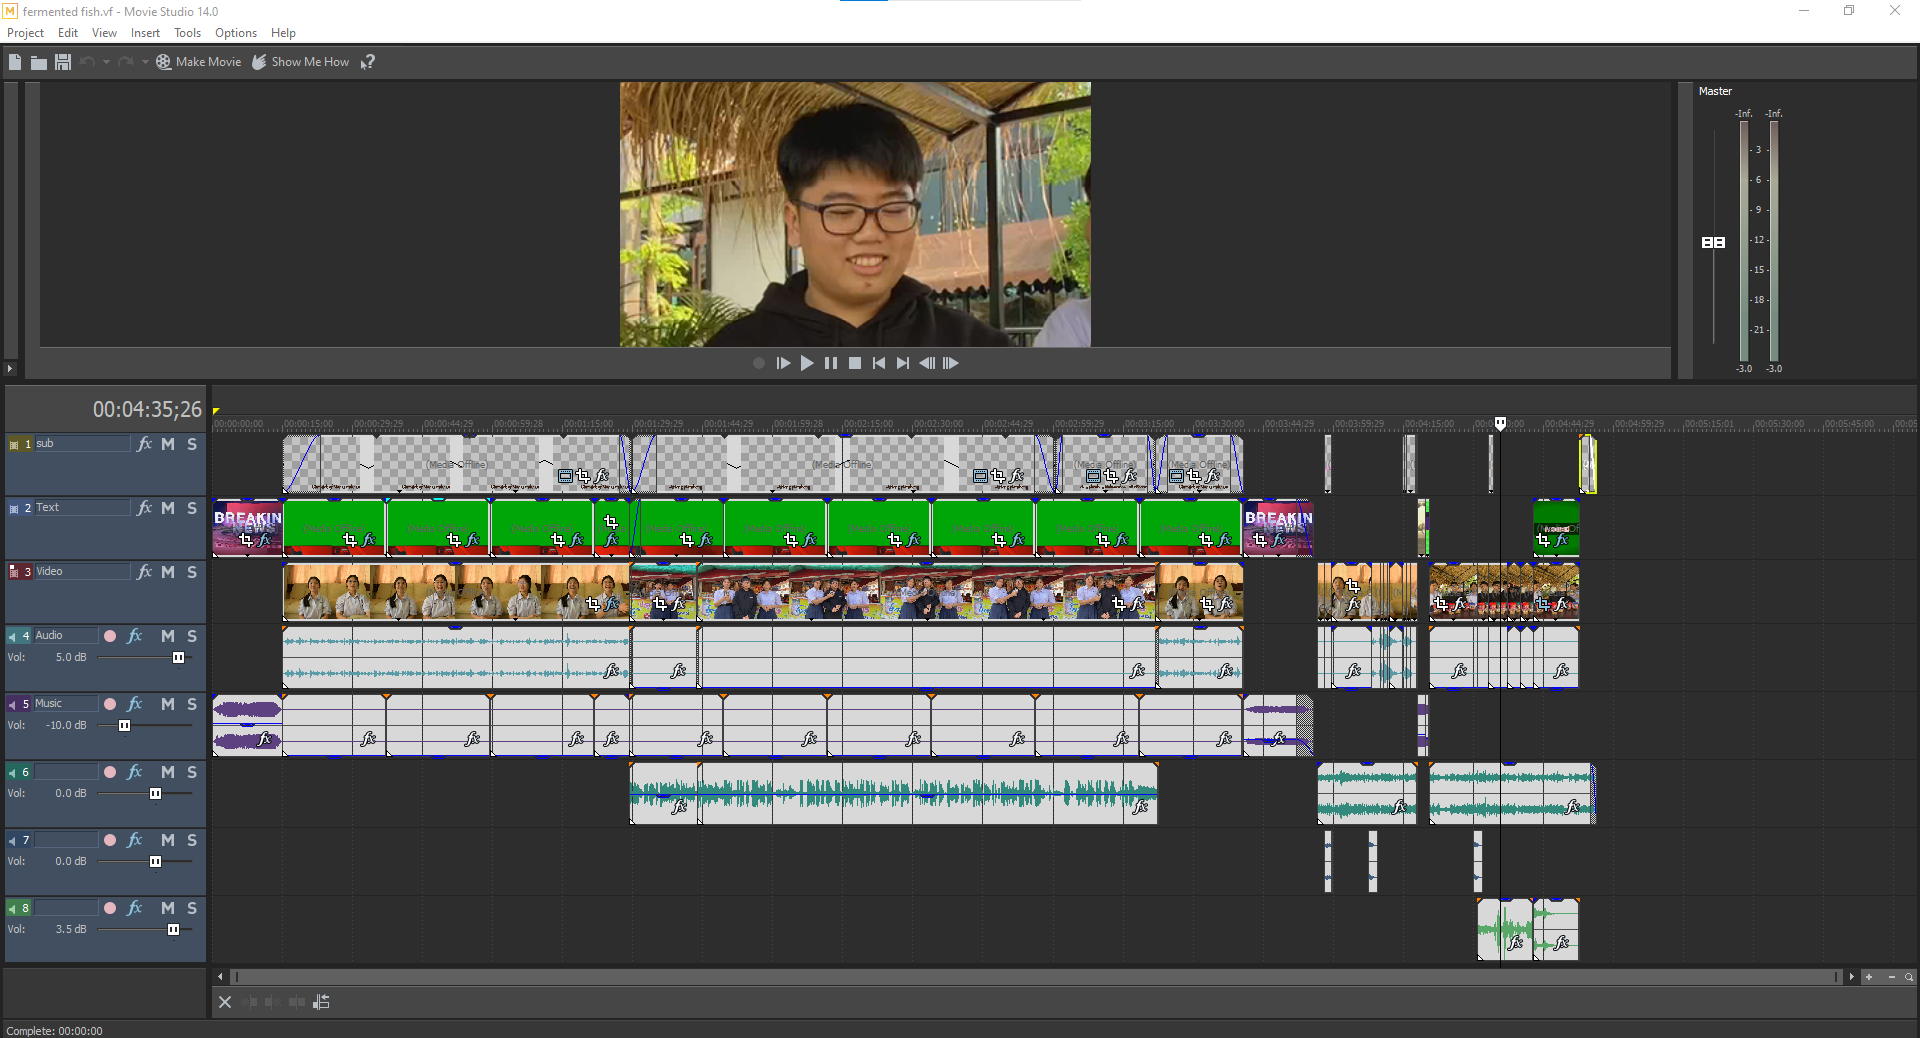 M fermented fish.vf - Movie Studio 14.0
Project Edit View Insert Tools Options Help
Make Movie Show Me How
Master
-Inf. -Inf.
- 3 -
- 6 -
- 9 -
- 12 -
- 15 -
- 18 -
- 21 -
-3.0 -3.0
00:04:35;26
00:00:00;00 00:00:15;00 00:00:29;29 00:00:44;29 00:00:59;28 00:01:15;00 00:01:29;29 00:01:44;29 00:01:59;28 00:02:15;00 00:02:30;00 00:02:44;29 00:02:59;29 00:03:15;00 00:03:30;00 00:03:44;29 00:03:59;29 00:04:15;00 00:04:44;29 00:04:59;29 00:05:15;01 00:05:30;00 00:05:45;00
1 sub fx M S
(Media Offline) (Media Offline) (Media Offline) (Media Offline)
2 Text fx M S
BREAKIN NEWS BREAKIN NEWS
3 Video fx M S
4 Audio fx M S
Vol: 5.0 dB
5 Music fx M S
Vol: -10.0 dB
6 fx M S
Vol: 0.0 dB
7 fx M S
Vol: 0.0 dB
8 fx M S
Vol: 3.5 dB
Complete: 00:00:00